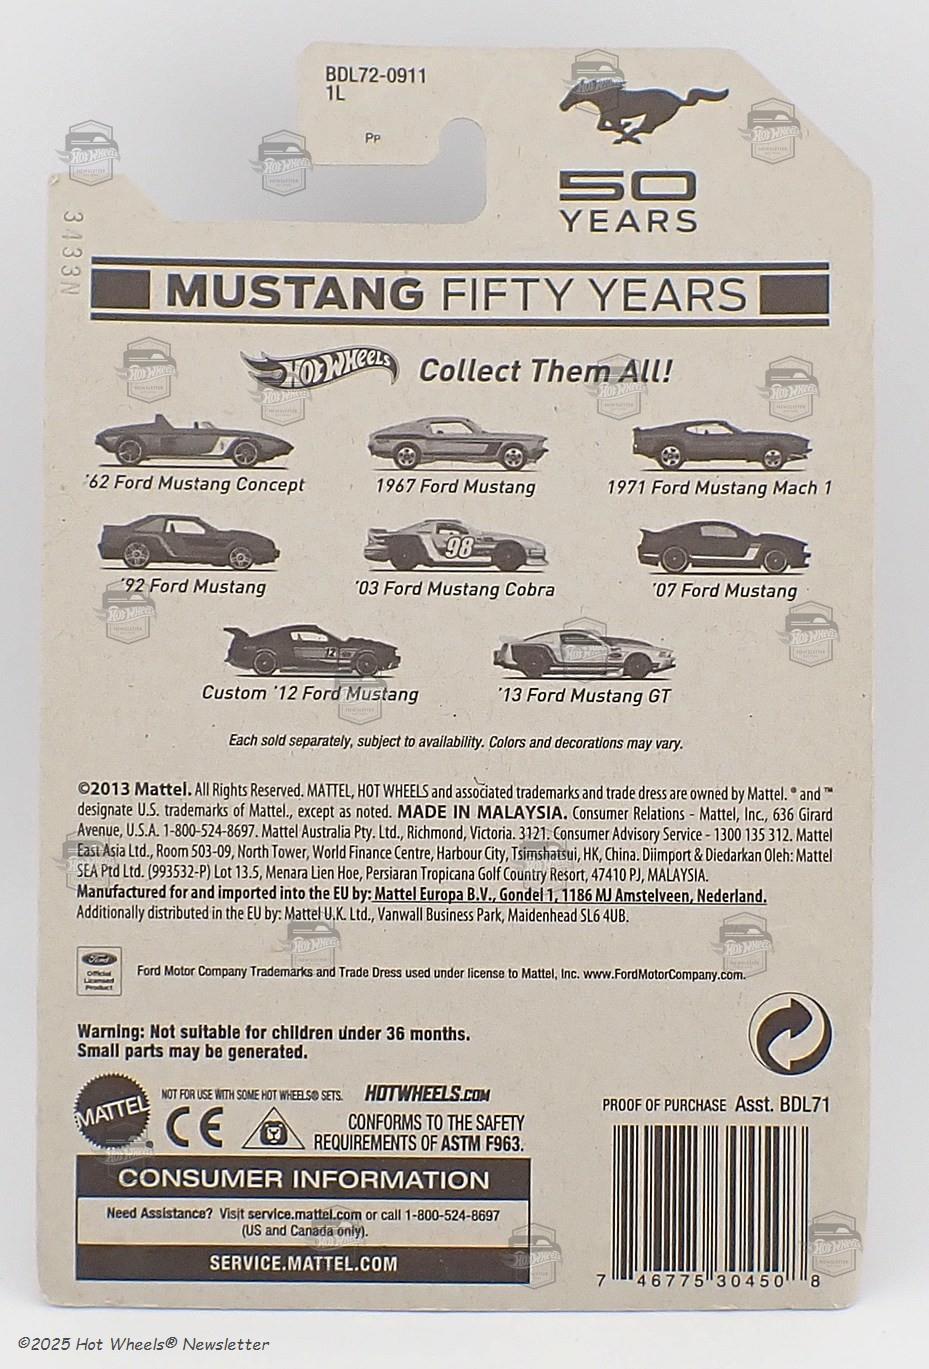 BDL72-0911
1L
Pp
50
YEARS
3433N
MUSTANG FIFTY YEARS
HOT WHEELS Collect Them All!
'62 Ford Mustang Concept
1967 Ford Mustang
1971 Ford Mustang Mach 1
98
'92 Ford Mustang
'03 Ford Mustang Cobra
'07 Ford Mustang
12
Custom '12 Ford Mustang
'13 Ford Mustang GT
Each sold separately, subject to availability. Colors and decorations may vary.
©2013 Mattel. All Rights Reserved. MATTEL, HOT WHEELS and associated trademarks and trade dress are owned by Mattel. ® and ™
designate U.S. trademarks of Mattel., except as noted. MADE IN MALAYSIA. Consumer Relations - Mattel, Inc., 636 Girard
Avenue, U.S.A. 1-800-524-8697. Mattel Australia Pty. Ltd., Richmond, Victoria. 3121. Consumer Advisory Service - 1300 135 312. Mattel
East Asia Ltd., Room 503-09, North Tower, World Finance Centre, Harbour City, Tsimshatsui, HK, China. Diimport & Diedarkan Oleh: Mattel
SEA Ptd Ltd. (993532-P) Lot 13.5, Menara Lien Hoe, Persiaran Tropicana Golf Country Resort, 47410 PJ, MALAYSIA.
Manufactured for and imported into the EU by: Mattel Europa B.V., Gondel 1, 1186 MJ Amstelveen, Nederland.
Additionally distributed in the EU by: Mattel U.K. Ltd., Vanwall Business Park, Maidenhead SL6 4UB.
Ford
Official
Licensed
Product
Ford Motor Company Trademarks and Trade Dress used under license to Mattel, Inc. www.FordMotorCompany.com.
Warning: Not suitable for children under 36 months.
Small parts may be generated.
MATTEL
NOT FOR USE WITH SOME HOT WHEELS® SETS.
HOTWHEELS.COM
CE
CONFORMS TO THE SAFETY
REQUIREMENTS OF ASTM F963.
PROOF OF PURCHASE Asst. BDL71
CONSUMER INFORMATION
Need Assistance? Visit service.mattel.com or call 1-800-524-8697
(US and Canada only).
SERVICE.MATTEL.COM
7 46775 30450 8
©2025 Hot Wheels® Newsletter